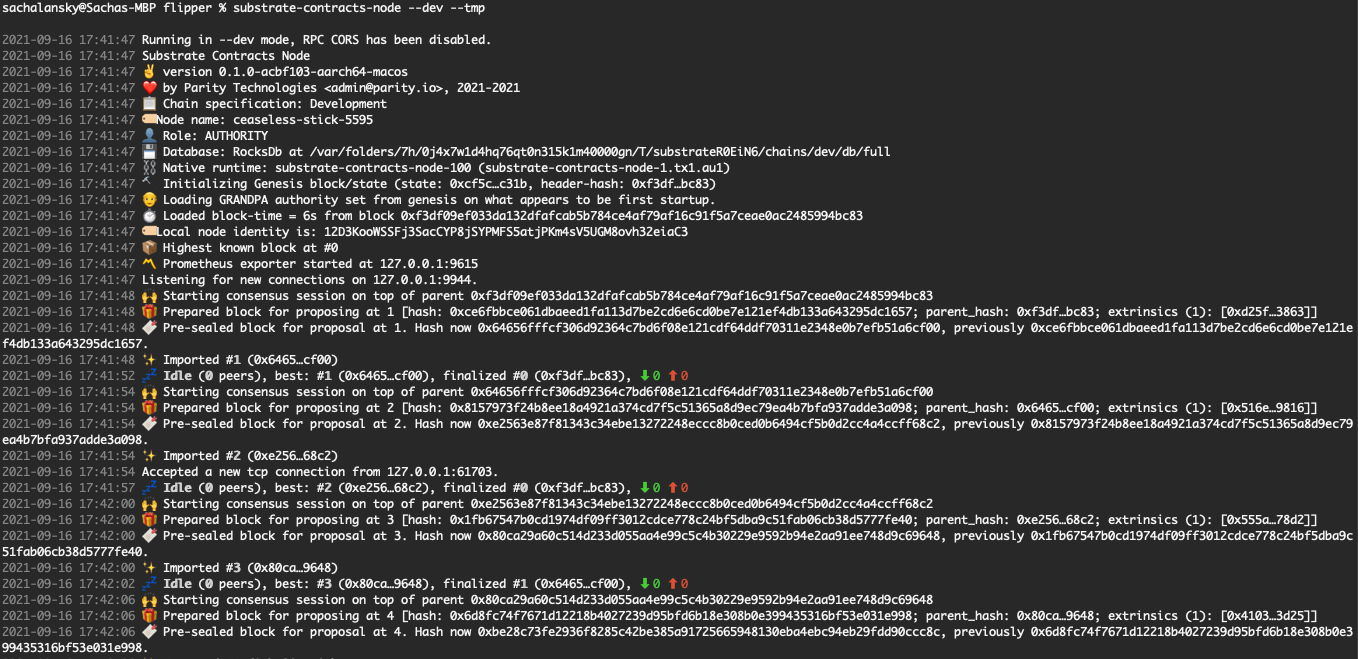 sachalansky@Sachas-MBP flipper % substrate-contracts-node --dev --tmp
2021-09-16 17:41:47 Running in --dev mode, RPC CORS has been disabled.
2021-09-16 17:41:47 Substrate Contracts Node
2021-09-16 17:41:47 ✌️ version 0.1.0-acbf103-aarch64-macos
2021-09-16 17:41:47 ❤️ by Parity Technologies <admin@parity.io>, 2021-2021
2021-09-16 17:41:47 📋 Chain specification: Development
2021-09-16 17:41:47 🏷 Node name: ceaseless-stick-5595
2021-09-16 17:41:47 👤 Role: AUTHORITY
2021-09-16 17:41:47 💾 Database: RocksDb at /var/folders/7h/0j4x7w1d4hq76qt0n315k1m40000gn/T/substrateR0EiN6/chains/dev/db/full
2021-09-16 17:41:47 ⛓ Native runtime: substrate-contracts-node-100 (substrate-contracts-node-1.tx1.au1)
2021-09-16 17:41:47 🔨 Initializing Genesis block/state (state: 0xcf5c…c31b, header-hash: 0xf3df…bc83)
2021-09-16 17:41:47 👴 Loading GRANDPA authority set from genesis on what appears to be first startup.
2021-09-16 17:41:47 ⏱ Loaded block-time = 6s from block 0xf3df09ef033da132dfafcab5b784ce4af79af16c91f5a7ceae0ac2485994bc83
2021-09-16 17:41:47 🏷 Local node identity is: 12D3KooWSSFj3SacCYP8jSYPMFS5atjPKm4sV5UGM8ovh32eiaC3
2021-09-16 17:41:47 📦 Highest known block at #0
2021-09-16 17:41:47 〽️ Prometheus exporter started at 127.0.0.1:9615
2021-09-16 17:41:47 Listening for new connections on 127.0.0.1:9944.
2021-09-16 17:41:48 🙌 Starting consensus session on top of parent 0xf3df09ef033da132dfafcab5b784ce4af79af16c91f5a7ceae0ac2485994bc83
2021-09-16 17:41:48 🎁 Prepared block for proposing at 1 [hash: 0xce6fbbce061dbaeed1fa113d7be2cd6e6cd0be7e121ef4db133a643295dc1657; parent_hash: 0xf3df…bc83; extrinsics (1): [0xd25f…3863]]
2021-09-16 17:41:48 🔖 Pre-sealed block for proposal at 1. Hash now 0x64656fffcf306d92364c7bd6f08e121cdf64ddf70311e2348e0b7efb51a6cf00, previously 0xce6fbbce061dbaeed1fa113d7be2cd6e6cd0be7e121e
f4db133a643295dc1657.
2021-09-16 17:41:48 ✨ Imported #1 (0x6465…cf00)
2021-09-16 17:41:52 💤 Idle (0 peers), best: #1 (0x6465…cf00), finalized #0 (0xf3df…bc83), ⬇ 0 ⬆ 0
2021-09-16 17:41:54 🙌 Starting consensus session on top of parent 0x64656fffcf306d92364c7bd6f08e121cdf64ddf70311e2348e0b7efb51a6cf00
2021-09-16 17:41:54 🎁 Prepared block for proposing at 2 [hash: 0x8157973f24b8ee18a4921a374cd7f5c51365a8d9ec79ea4b7bfa937adde3a098; parent_hash: 0x6465…cf00; extrinsics (1): [0x516e…9816]]
2021-09-16 17:41:54 🔖 Pre-sealed block for proposal at 2. Hash now 0xe2563e87f81343c34ebe13272248eccc8b0ced0b6494cf5b0d2cc4a4ccff68c2, previously 0x8157973f24b8ee18a4921a374cd7f5c51365a8d9ec79
ea4b7bfa937adde3a098.
2021-09-16 17:41:54 ✨ Imported #2 (0xe256…68c2)
2021-09-16 17:41:54 Accepted a new tcp connection from 127.0.0.1:61703.
2021-09-16 17:41:57 💤 Idle (0 peers), best: #2 (0xe256…68c2), finalized #0 (0xf3df…bc83), ⬇ 0 ⬆ 0
2021-09-16 17:42:00 🙌 Starting consensus session on top of parent 0xe2563e87f81343c34ebe13272248eccc8b0ced0b6494cf5b0d2cc4a4ccff68c2
2021-09-16 17:42:00 🎁 Prepared block for proposing at 3 [hash: 0x1fb67547b0cd1974df09ff3012cdce778c24bf5dba9c51fab06cb38d5777fe40; parent_hash: 0xe256…68c2; extrinsics (1): [0x555a…78d2]]
2021-09-16 17:42:00 🔖 Pre-sealed block for proposal at 3. Hash now 0x80ca29a60c514d233d055aa4e99c5c4b30229e9592b94e2aa91ee748d9c69648, previously 0x1fb67547b0cd1974df09ff3012cdce778c24bf5dba9c
51fab06cb38d5777fe40.
2021-09-16 17:42:00 ✨ Imported #3 (0x80ca…9648)
2021-09-16 17:42:02 💤 Idle (0 peers), best: #3 (0x80ca…9648), finalized #1 (0x6465…cf00), ⬇ 0 ⬆ 0
2021-09-16 17:42:06 🙌 Starting consensus session on top of parent 0x80ca29a60c514d233d055aa4e99c5c4b30229e9592b94e2aa91ee748d9c69648
2021-09-16 17:42:06 🎁 Prepared block for proposing at 4 [hash: 0x6d8fc74f7671d12218b4027239d95bfd6b18e308b0e399435316bf53e031e998; parent_hash: 0x80ca…9648; extrinsics (1): [0x4103…3d25]]
2021-09-16 17:42:06 🔖 Pre-sealed block for proposal at 4. Hash now 0xbe28c73fe2936f8285c42be385a91725665948130eba4ebc94eb29fdd90ccc8c, previously 0x6d8fc74f7671d12218b4027239d95bfd6b18e308b0e3
99435316bf53e031e998.